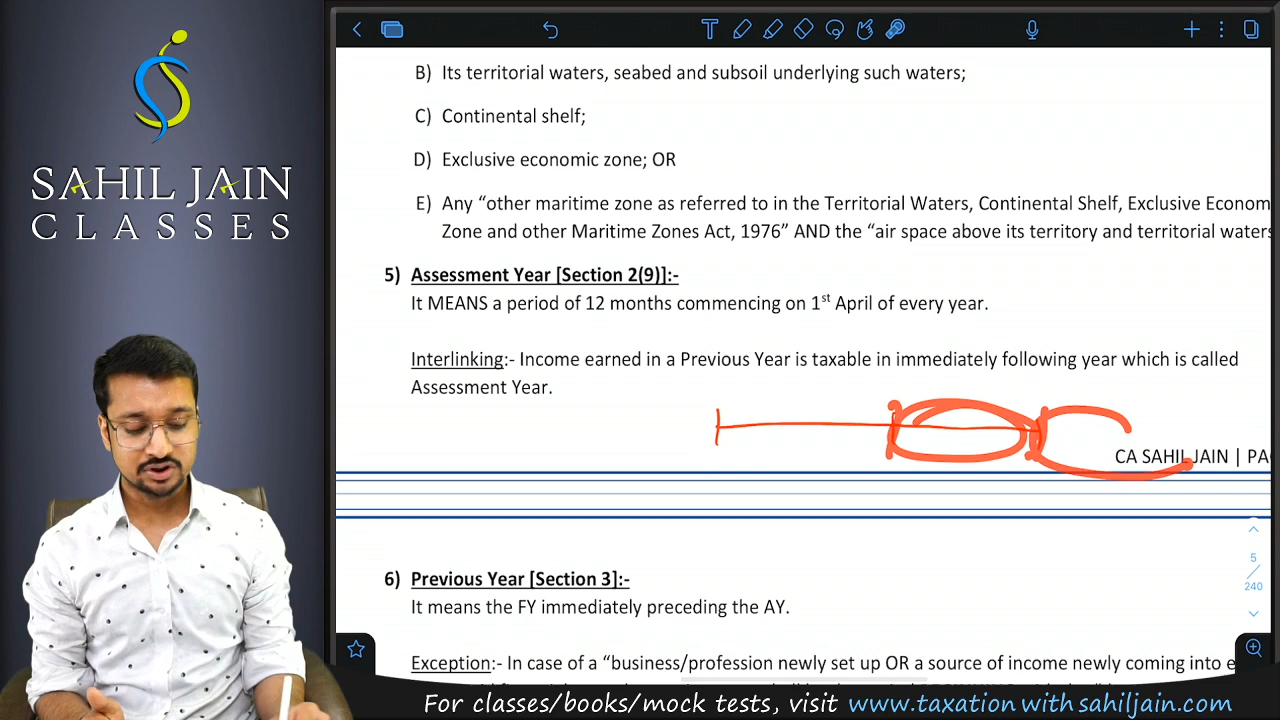 SAHIL JAIN
CLASSES
B) Its territorial waters, seabed and subsoil underlying such waters;
C) Continental shelf;
D) Exclusive economic zone; OR
E) Any “other maritime zone as referred to in the Territorial Waters, Continental Shelf, Exclusive Econom
Zone and other Maritime Zones Act, 1976” AND the “air space above its territory and territorial waters
5) Assessment Year [Section 2(9)]:-
It MEANS a period of 12 months commencing on 1st April of every year.
Interlinking:- Income earned in a Previous Year is taxable in immediately following year which is called
Assessment Year.
CA SAHIL JAIN | PA
6) Previous Year [Section 3]:-
It means the FY immediately preceding the AY.
Exception:- In case of a “business/profession newly set up OR a source of income newly coming into e
5
/
240
For classes/books/mock tests, visit www.taxation with sahiljain.com